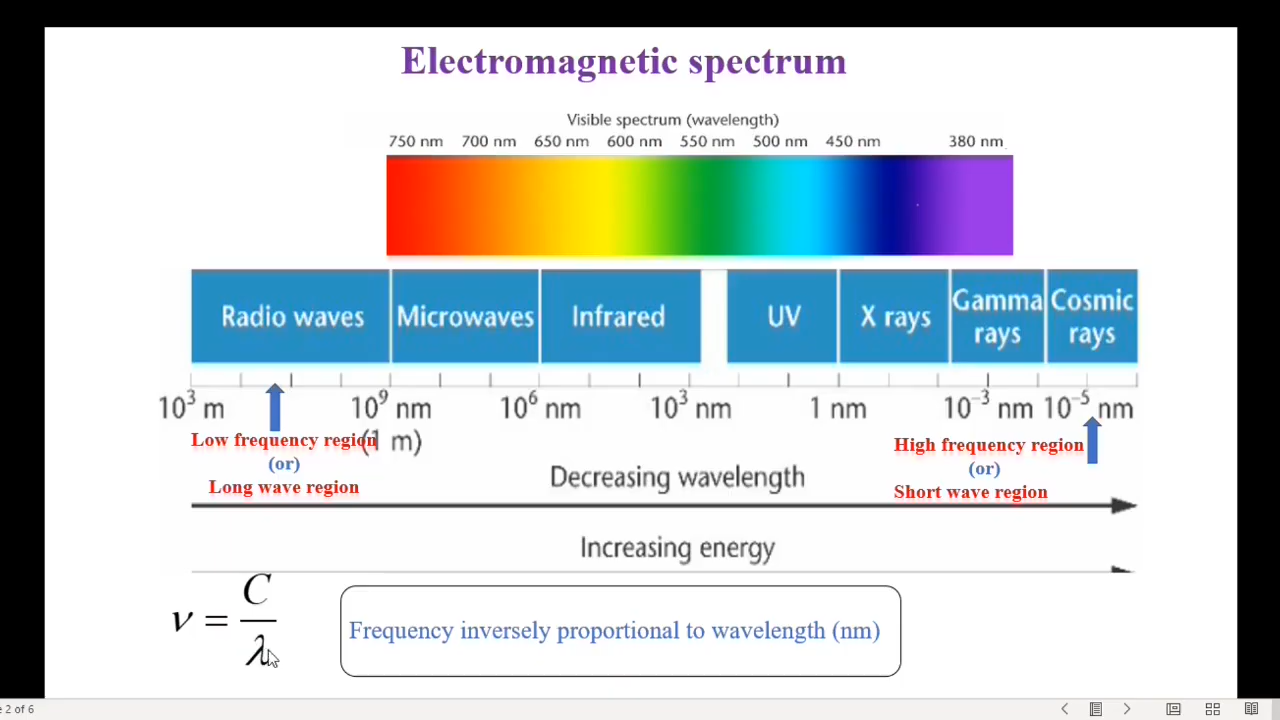 Electromagnetic spectrum
Visible spectrum (wavelength)
750 nm 700 nm 650 nm 600 nm 550 nm 500 nm 450 nm 380 nm
Radio waves Microwaves Infrared UV X rays Gamma rays Cosmic rays
10³ m 10⁹ nm 10⁶ nm 10³ nm 1 nm 10⁻³ nm 10⁻⁵ nm
(1 m)
Low frequency region
(or)
Long wave region
High frequency region
(or)
Short wave region
Decreasing wavelength
Increasing energy
ν = C / λ
Frequency inversely proportional to wavelength (nm)
2 of 6